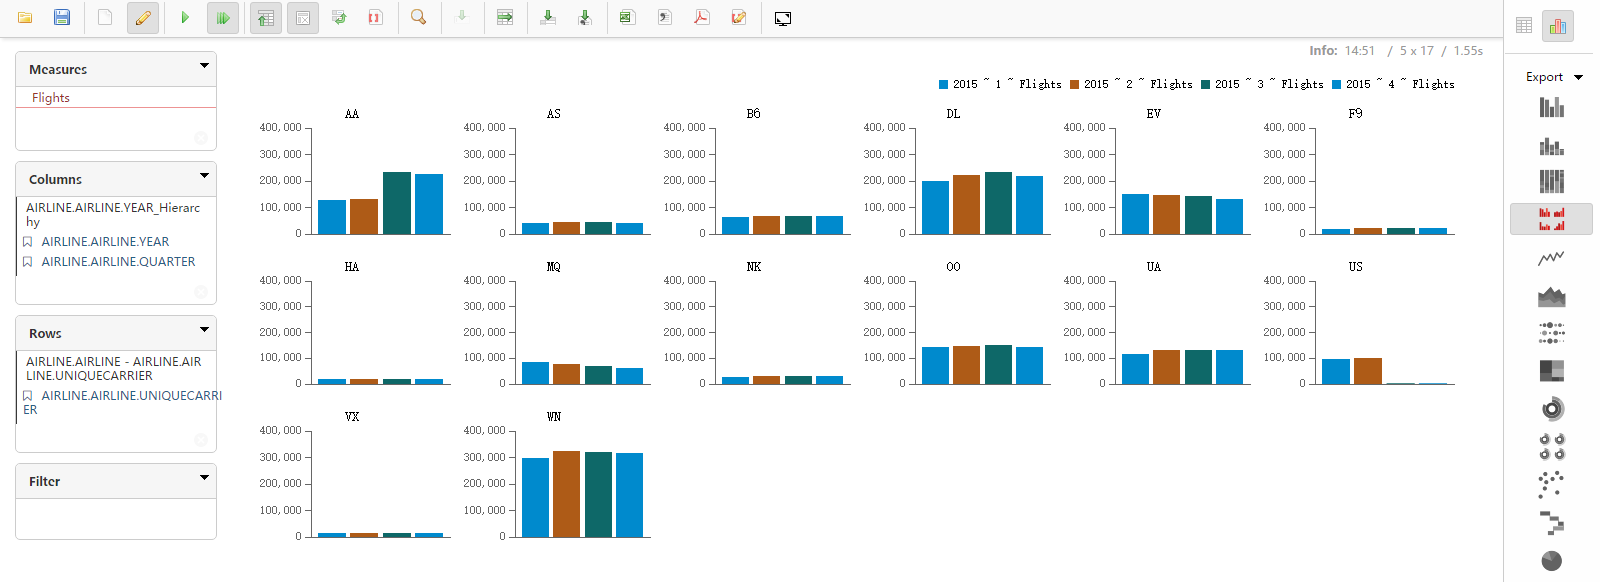 Info: 14:51 / 5 x 17 / 1.55s
Measures
Flights
Columns
AIRLINE.AIRLINE.YEAR_Hierarc
hy
AIRLINE.AIRLINE.YEAR
AIRLINE.AIRLINE.QUARTER
Rows
AIRLINE.AIRLINE - AIRLINE.AIR
LINE.UNIQUECARRIER
AIRLINE.AIRLINE.UNIQUECARRI
ER
Filter
2015 ~ 1 ~ Flights 2015 ~ 2 ~ Flights 2015 ~ 3 ~ Flights 2015 ~ 4 ~ Flights
AA
400,000
300,000
200,000
100,000
0
AS
400,000
300,000
200,000
100,000
0
B6
400,000
300,000
200,000
100,000
0
DL
400,000
300,000
200,000
100,000
0
EV
400,000
300,000
200,000
100,000
0
F9
400,000
300,000
200,000
100,000
0
HA
400,000
300,000
200,000
100,000
0
MQ
400,000
300,000
200,000
100,000
0
NK
400,000
300,000
200,000
100,000
0
OO
400,000
300,000
200,000
100,000
0
UA
400,000
300,000
200,000
100,000
0
US
400,000
300,000
200,000
100,000
0
VX
400,000
300,000
200,000
100,000
0
WN
400,000
300,000
200,000
100,000
0
Export